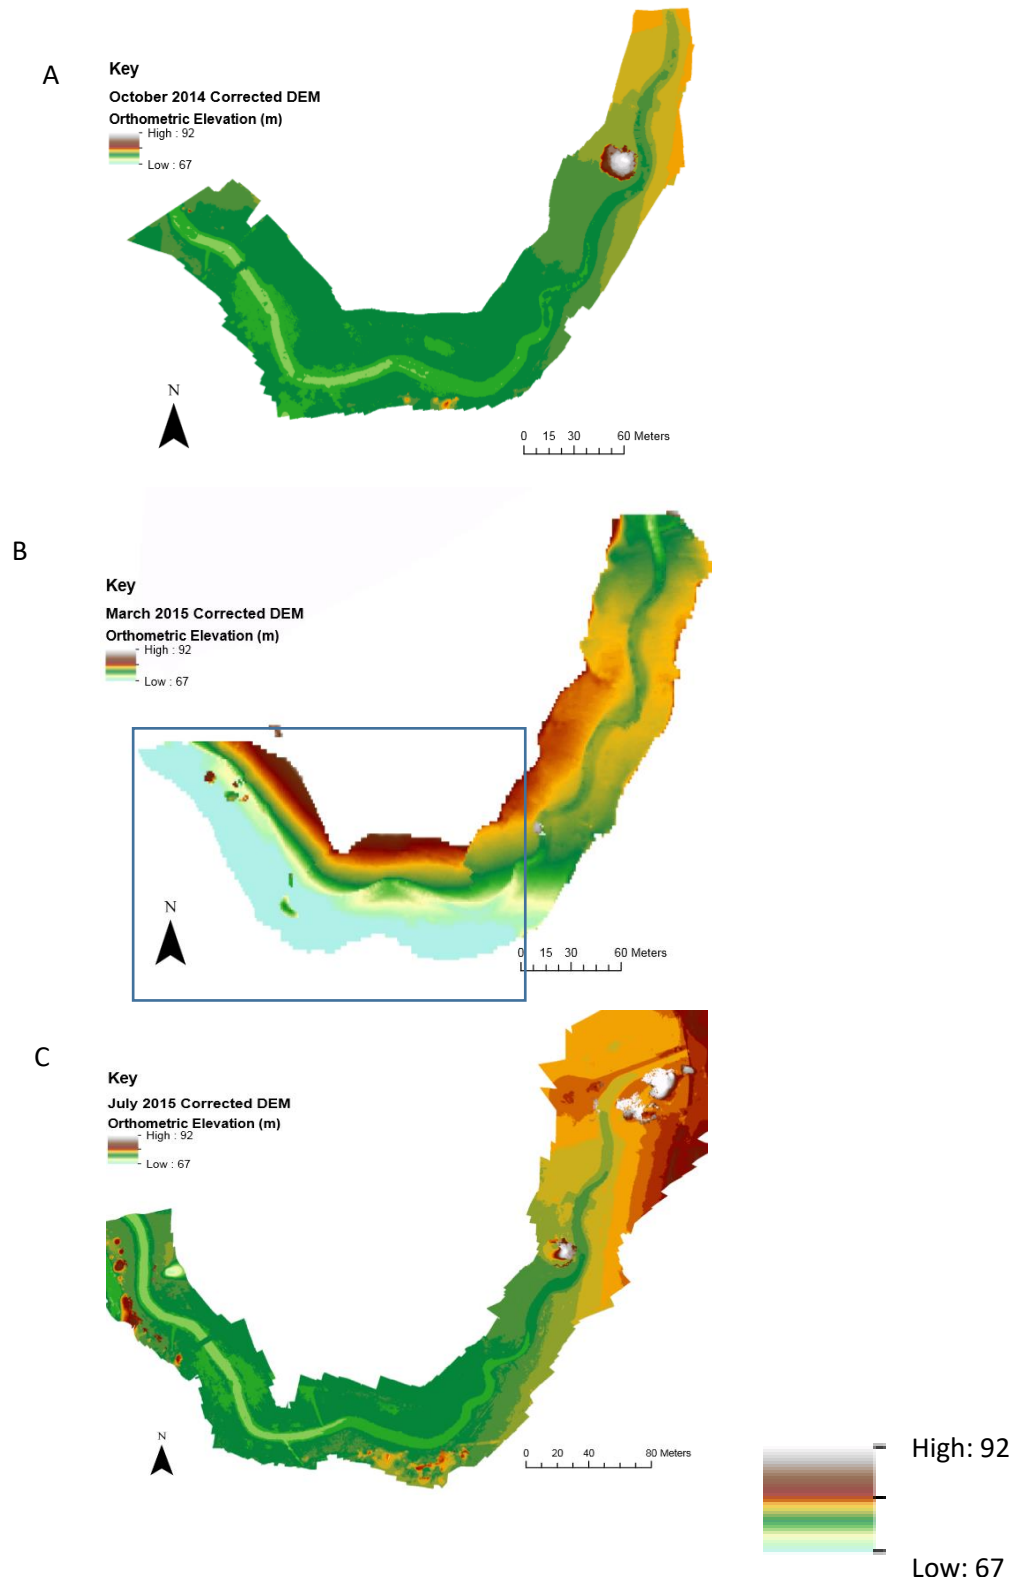 A
Key
October 2014 Corrected DEM
Orthometric Elevation (m)
High : 92
Low : 67
N
0 15 30 60 Meters
B
Key
March 2015 Corrected DEM
Orthometric Elevation (m)
High : 92
Low : 67
N
0 15 30 60 Meters
C
Key
July 2015 Corrected DEM
Orthometric Elevation (m)
High : 92
Low : 67
N
0 20 40 80 Meters
High: 92
Low: 67